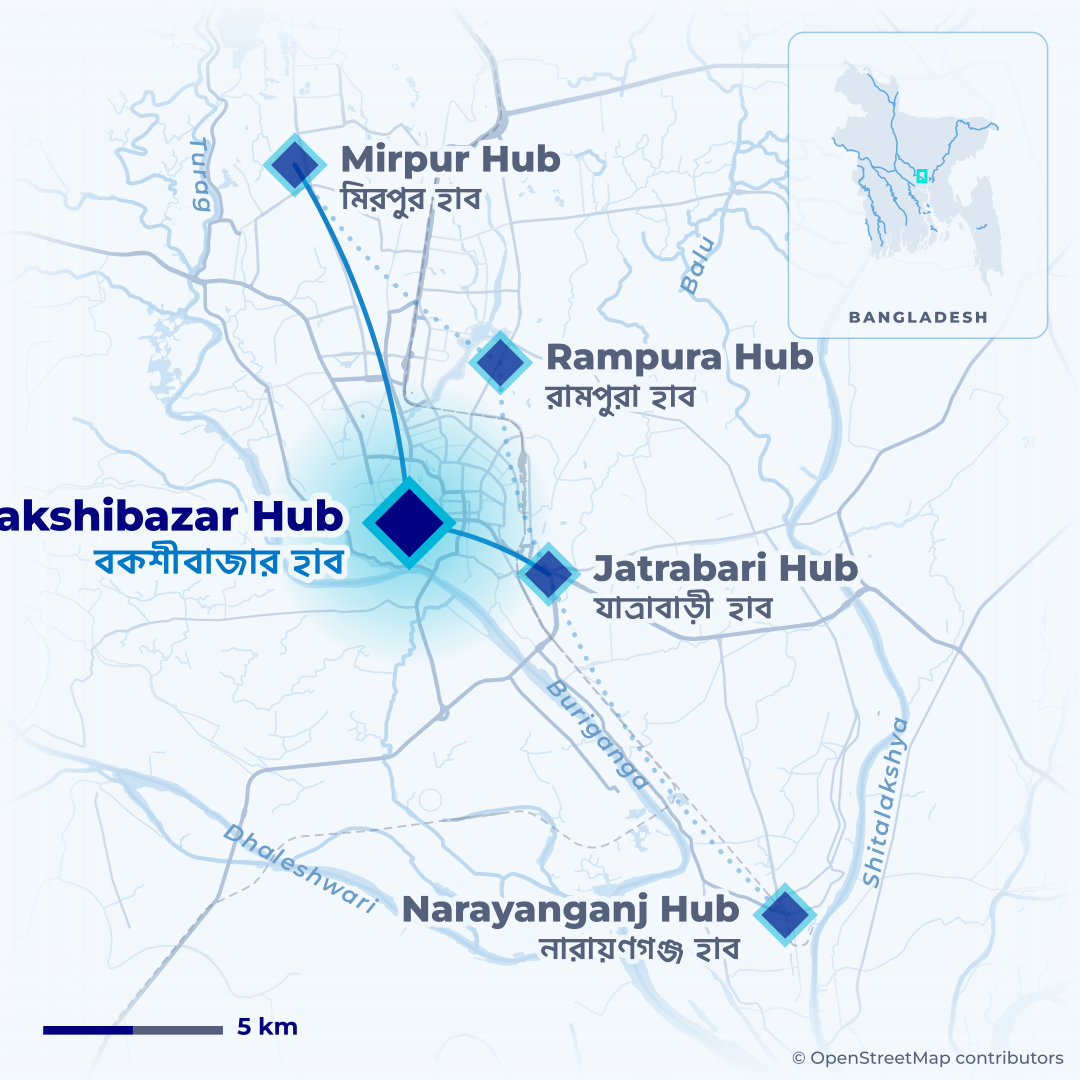 Turag
Mirpur Hub
মিরপুর হাব
Balu
BANGLADESH
Rampura Hub
রামপুরা হাব
akshibazar Hub
বকশীবাজার হাব
Jatrabari Hub
যাত্রাবাড়ী হাব
Buriganga
Shitalakshya
Dhaleshwari
Narayanganj Hub
নারায়ণগঞ্জ হাব
5 km
© OpenStreetMap contributors